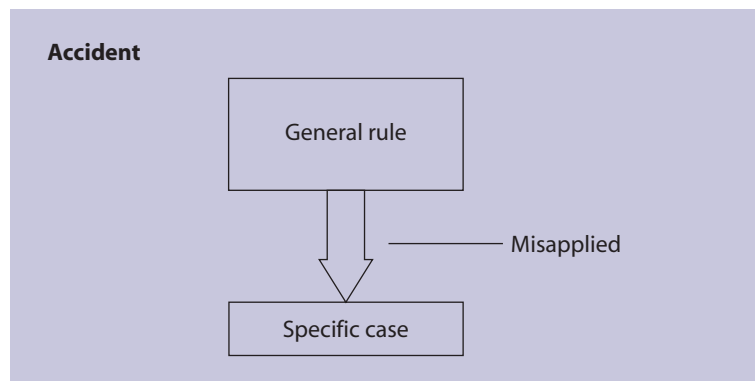 Accident
General rule
Misapplied
Specific case